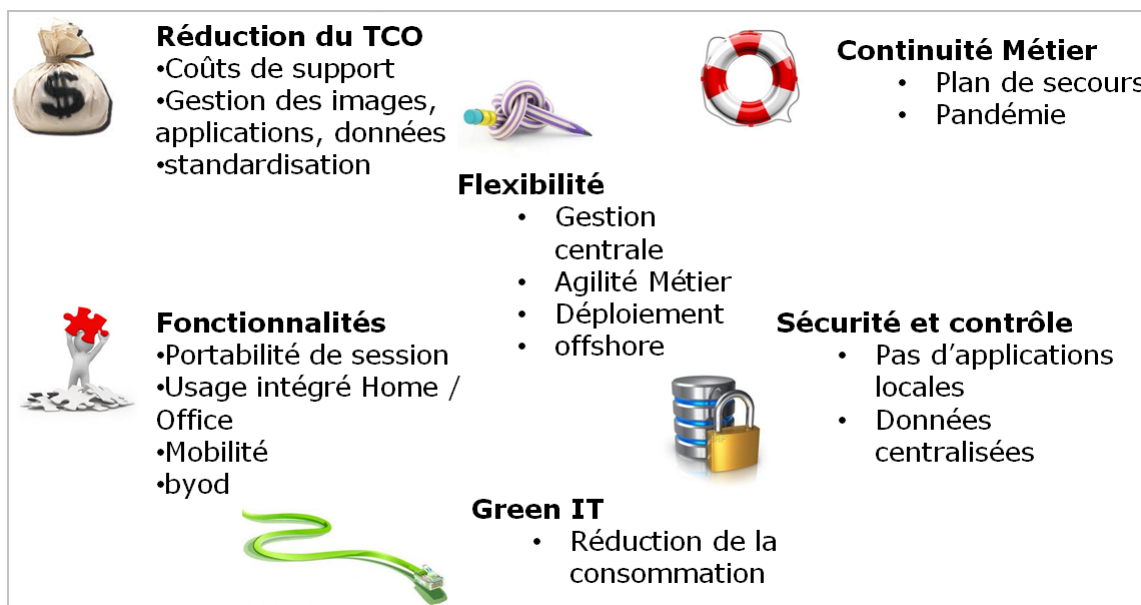 Réduction du TCO
•Coûts de support
•Gestion des images,
applications, données
•standardisation
Continuité Métier
• Plan de secours
• Pandémie
Flexibilité
• Gestion
centrale
• Agilité Métier
• Déploiement
• offshore
Fonctionnalités
•Portabilité de session
•Usage intégré Home /
Office
•Mobilité
•byod
Sécurité et contrôle
• Pas d’applications
locales
• Données
centralisées
Green IT
• Réduction de la
consommation